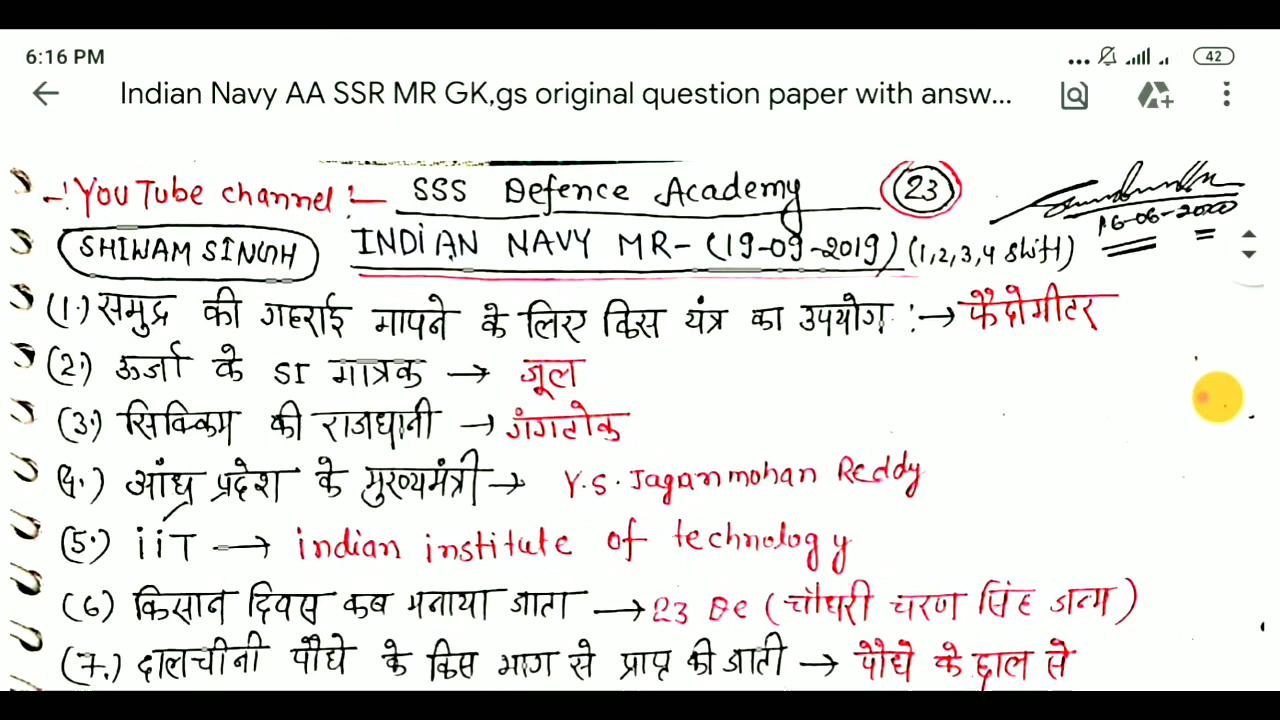 6:16 PM
42
Indian Navy AA SSR MR GK,gs original question paper with answ...
-: YouTube channel :- SSS Defence Academy 23
16-06-2020
SHIWAM SINGH INDIAN NAVY MR-(19-09-2019) (1,2,3,4 shift)
(1.) समुद्र की गहराई मापने के लिए किस यंत्र का उपयोग :→ फैदोमीटर
(2.) ऊर्जा के SI मात्रक → जूल
(3.) सिक्किम की राजधानी → गंगटोक
(4.) आंध्र प्रदेश के मुख्यमंत्री → Y.S. Jaganmohan Reddy
(5.) iiT → indian institute of technology
(6) किसान दिवस कब मनाया जाता → 23 De (चौधरी चरण सिंह जन्म)
(7.) दालचीनी पौधे के किस भाग से प्राप्त की जाती → पौधे के छाल से